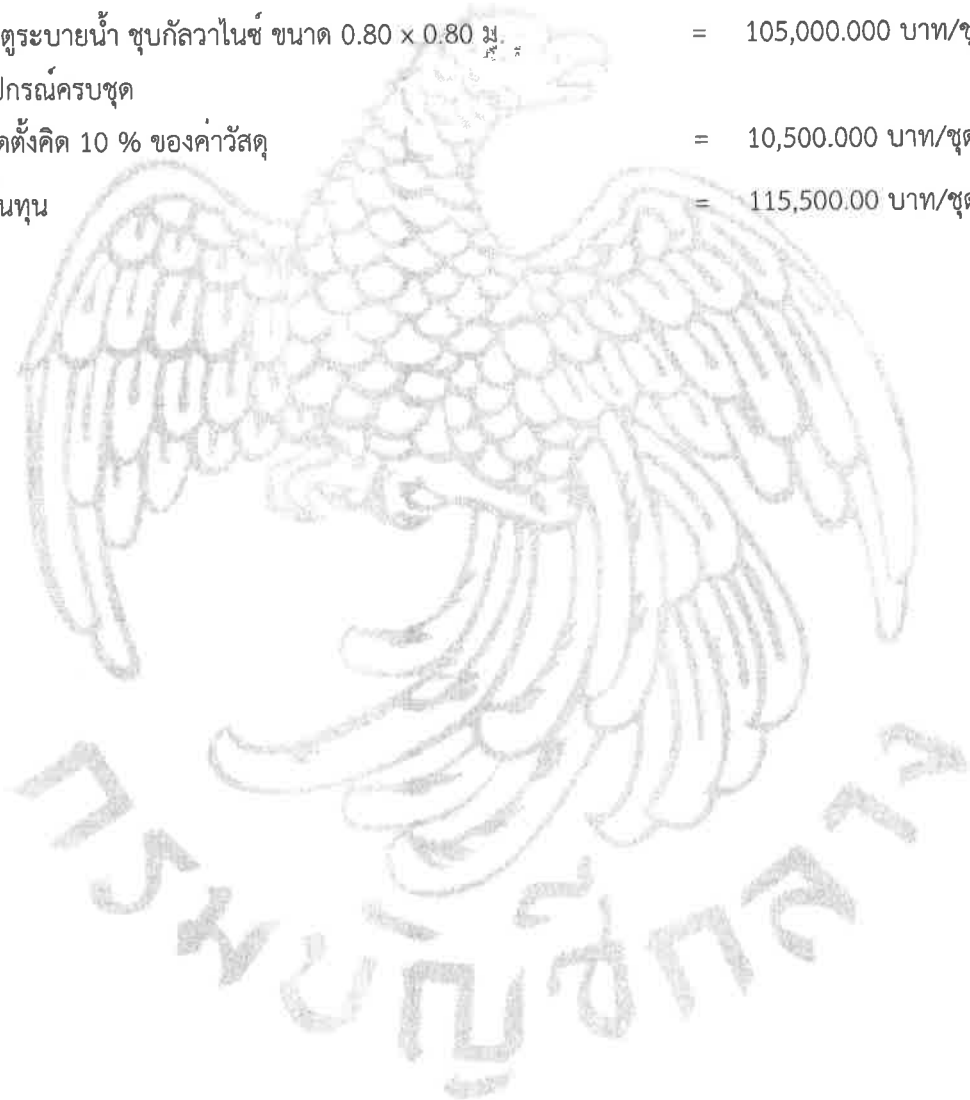 ตูระบายน้ำ ชุบกัลวาไนซ์ ขนาด 0.80 x 0.80 ม. = 105,000.000 บาท/ชุ
ปกรณ์ครบชุด
ดตั้งคิด 10 % ของค่าวัสดุ = 10,500.000 บาท/ชุด
นทุน = 115,500.00 บาท/ชุด
กรมบัญชีกลาง